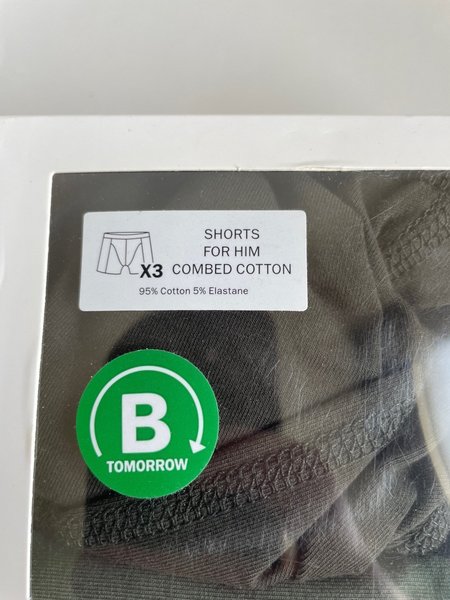 SHORTS
FOR HIM
X3 COMBED COTTON
95% Cotton 5% Elastane
B
TOMORROW